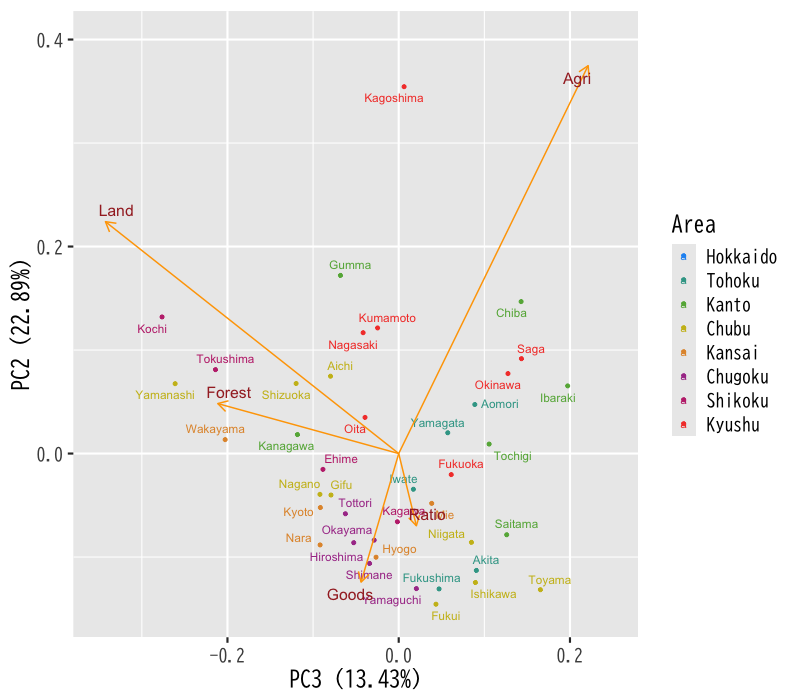 0.4
Agri
Kagoshima
Land
0.2
Gumma
Chiba
Kumamoto
Kochi
Nagasaki
Saga
Tokushima
Aichi
Okinawa
Yamanashi
Forest
Shizuoka
Ibaraki
Aomori
Wakayama
Oita
Yamagata
Kanagawa
Tochigi
0.0
Ehime
Fukuoka
Iwate
Nagano
Gifu
Tottori
Kyoto
Kagawa
Ratio
Mie
Saitama
Okayama
Niigata
Nara
Hiroshima
Hyogo
Akita
Shimane
Fukushima
Toyama
Goods
Yamaguchi
Ishikawa
Fukui
-0.2
0.0
0.2
PC3 (13.43%)
PC2 (22.89%)
Area
a Hokkaido
a Tohoku
a Kanto
a Chubu
a Kansai
a Chugoku
a Shikoku
a Kyushu